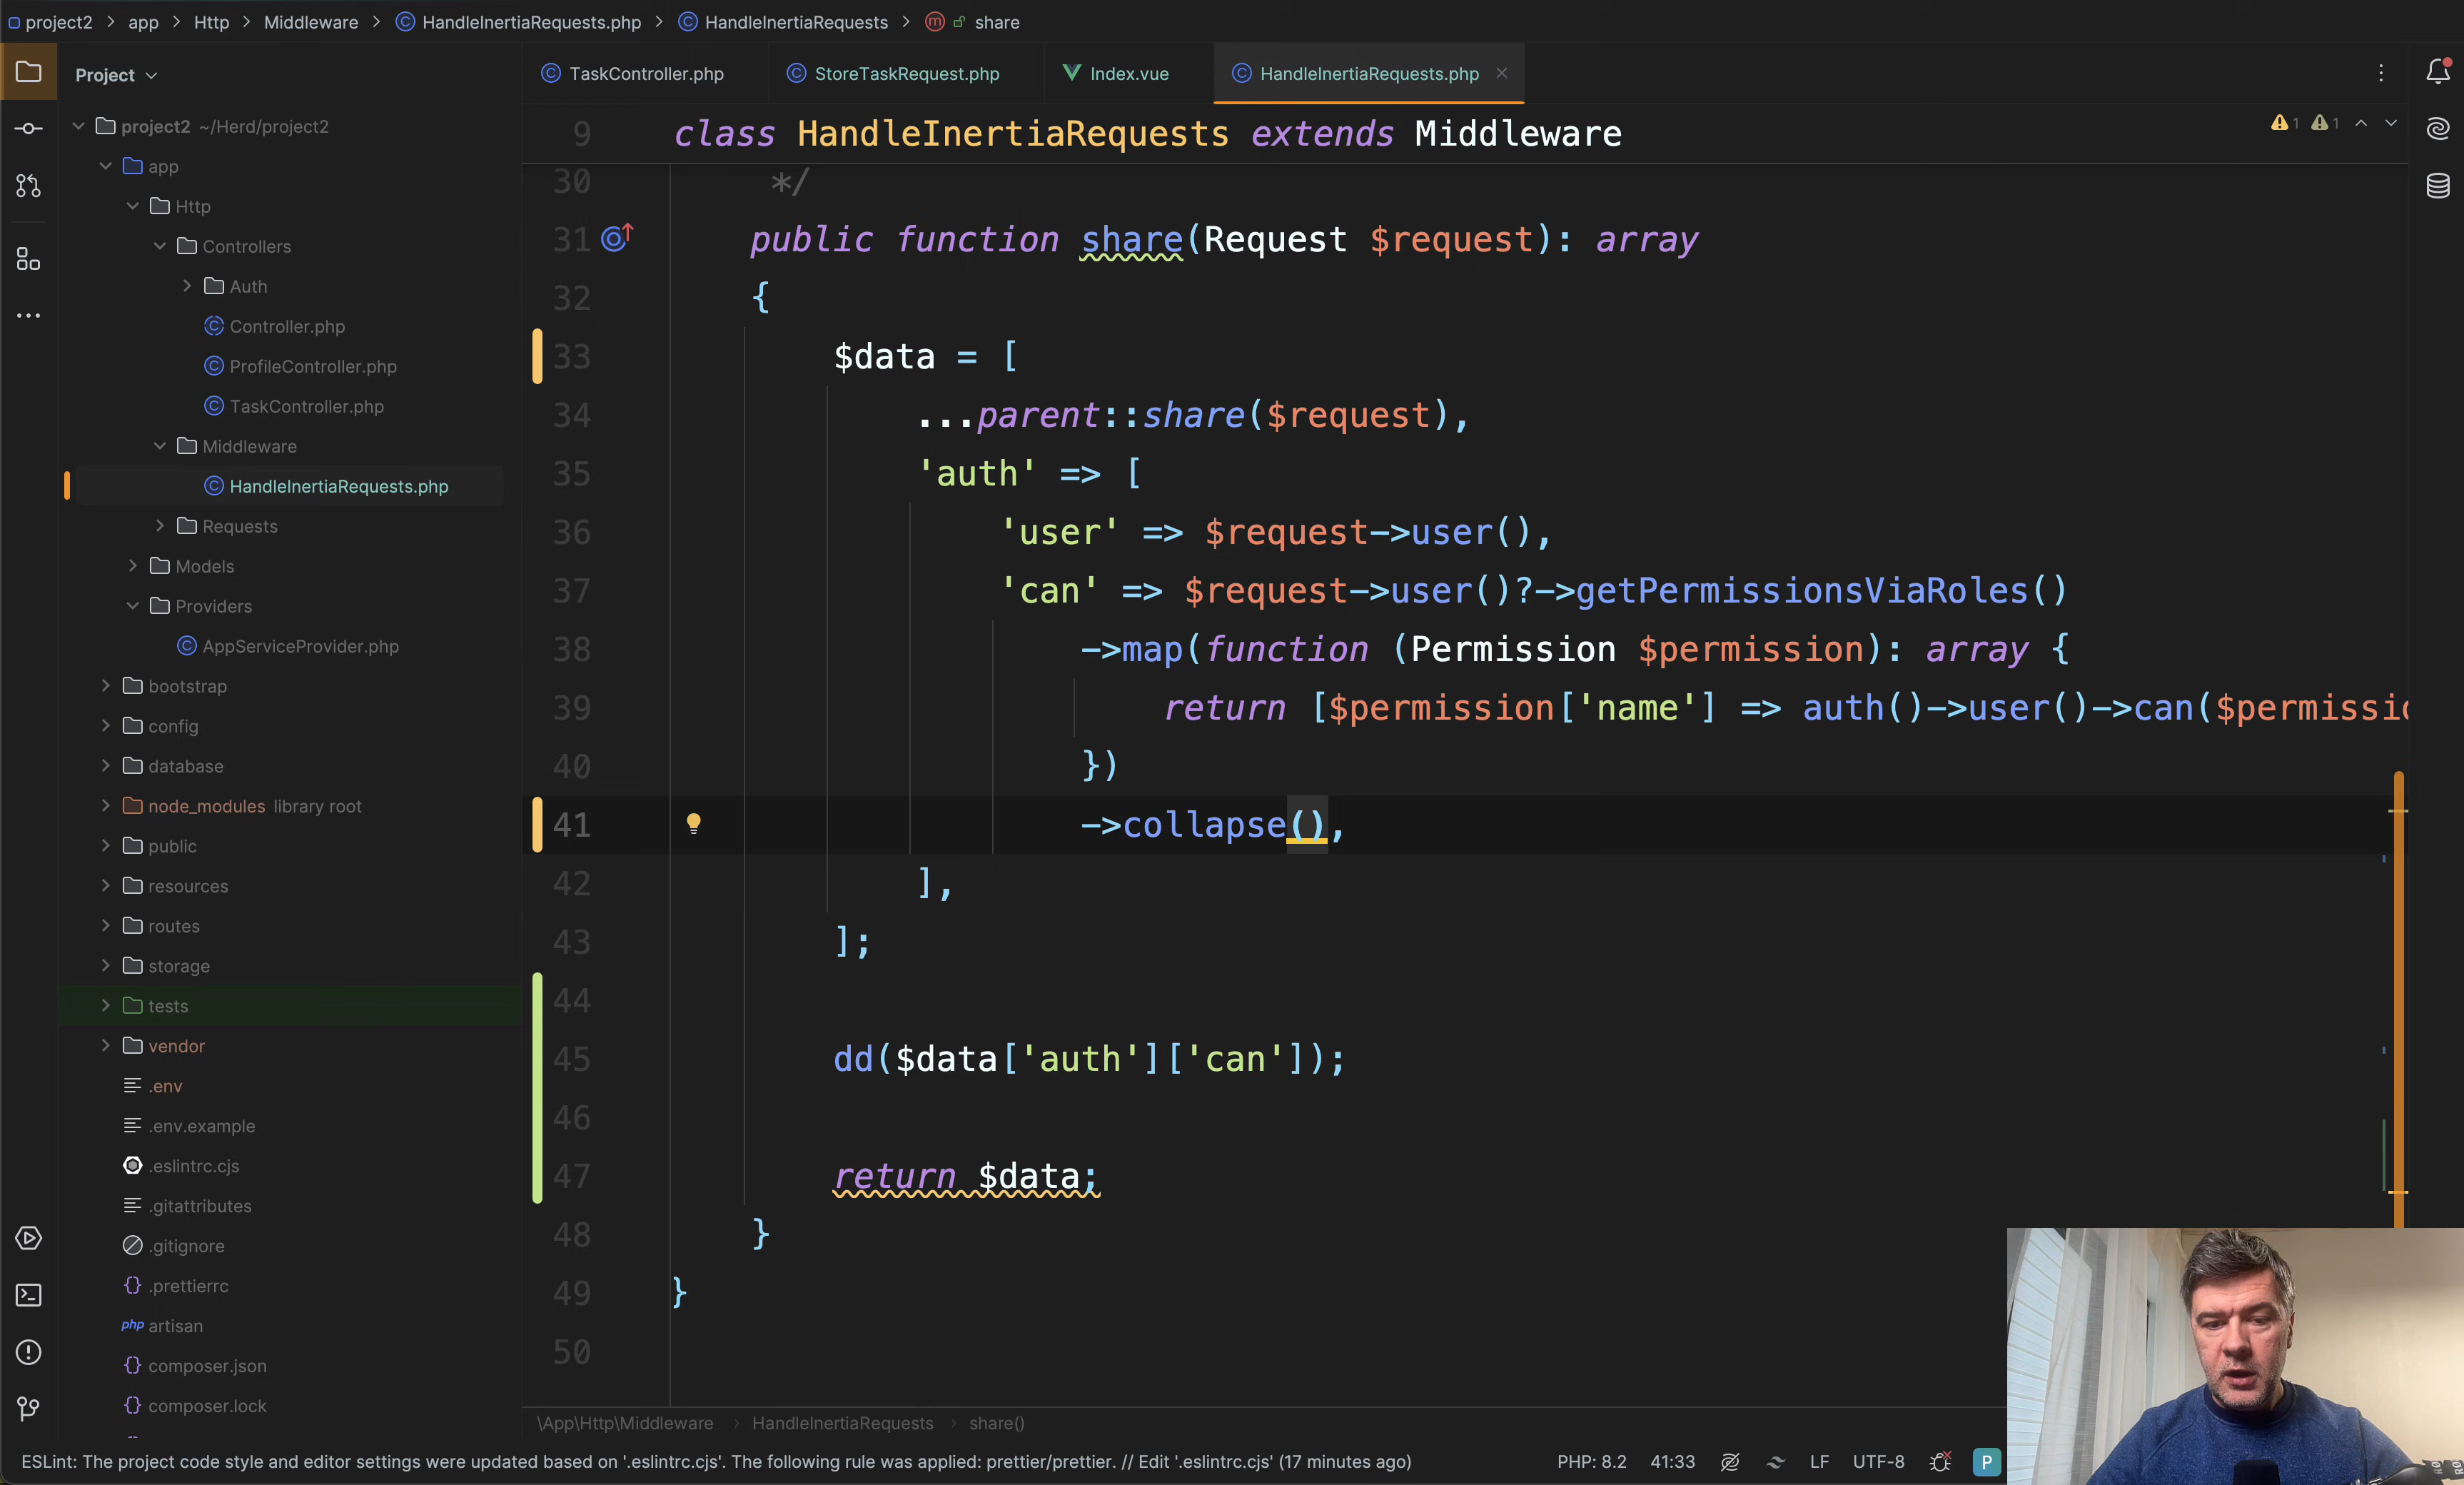 project2 > app > Http > Middleware > HandleInertiaRequests.php > HandleInertiaRequests > share
Project
TaskController.php
StoreTaskRequest.php
Index.vue
HandleInertiaRequests.php
project2 ~/Herd/project2
app
Http
Controllers
Auth
Controller.php
ProfileController.php
TaskController.php
Middleware
HandleInertiaRequests.php
Requests
Models
Providers
AppServiceProvider.php
bootstrap
config
database
node_modules library root
public
resources
routes
storage
tests
vendor
.env
.env.example
.eslintrc.cjs
.gitattributes
.gitignore
.prettierrc
php artisan
composer.json
composer.lock
9 class HandleInertiaRequests extends Middleware
1 1
30 */
31 public function share(Request $request): array
32 {
33 $data = [
34 ...parent::share($request),
35 'auth' => [
36 'user' => $request->user(),
37 'can' => $request->user()?->getPermissionsViaRoles()
38 ->map(function (Permission $permission): array {
39 return [$permission['name'] => auth()->user()->can($permissio
40 })
41 ->collapse(),
42 ],
43 ];
44
45 dd($data['auth']['can']);
46
47 return $data;
48 }
49 }
50
\App\Http\Middleware > HandleInertiaRequests > share()
ESLint: The project code style and editor settings were updated based on '.eslintrc.cjs'. The following rule was applied: prettier/prettier. // Edit '.eslintrc.cjs' (17 minutes ago)
PHP: 8.2 41:33 LF UTF-8 P